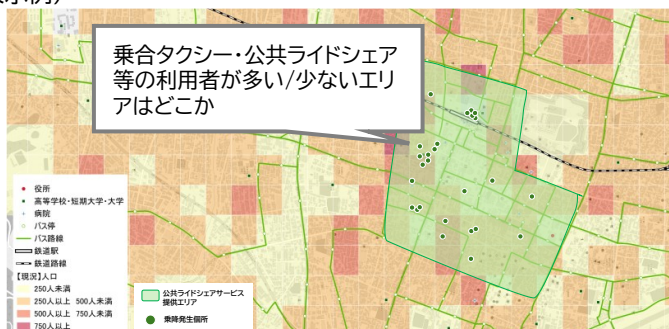 乗合タクシー・公共ライドシェア
等の利用者が多い/少ないエリ
アはどこか
役所
高等学校・短期大学・大学
病院
バス停
バス路線
鉄道駅
鉄道路線
【現況】人口
250人未満
250人以上 500人未満
500人以上 750人未満
750人以上
公共ライドシェアサービス
提供エリア
乗降発生個所